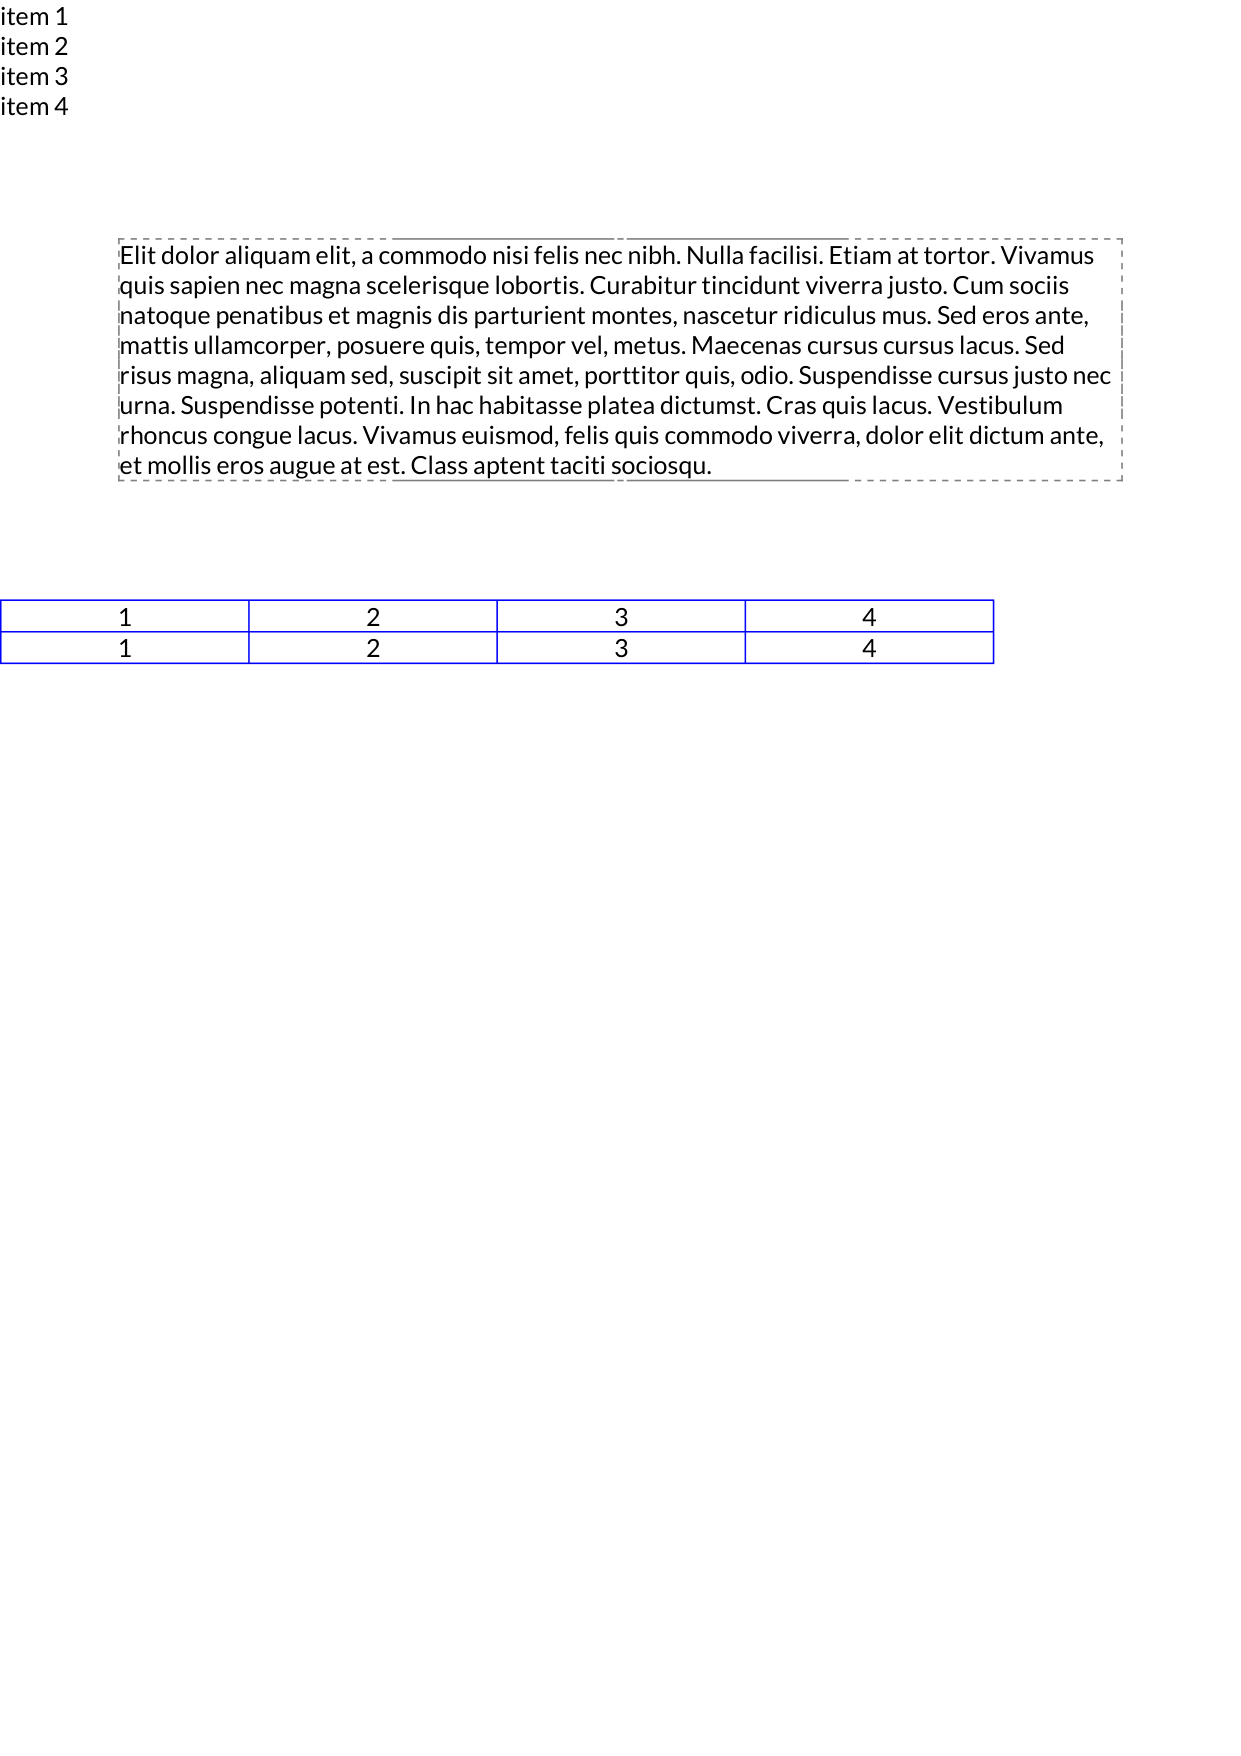 item 1
item 2
item 3
item 4
Elit dolor aliquam elit, a commodo nisi felis nec nibh. Nulla facilisi. Etiam at tortor. Vivamus
quis sapien nec magna scelerisque lobortis. Curabitur tincidunt viverra justo. Cum sociis
natoque penatibus et magnis dis parturient montes, nascetur ridiculus mus. Sed eros ante,
mattis ullamcorper, posuere quis, tempor vel, metus. Maecenas cursus cursus lacus. Sed
risus magna, aliquam sed, suscipit sit amet, porttitor quis, odio. Suspendisse cursus justo nec
urna. Suspendisse potenti. In hac habitasse platea dictumst. Cras quis lacus. Vestibulum
rhoncus congue lacus. Vivamus euismod, felis quis commodo viverra, dolor elit dictum ante,
et mollis eros augue at est. Class aptent taciti sociosqu.
1 2 3 4
1 2 3 4